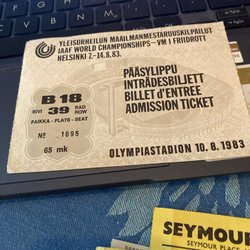 YLEISURHEILUN MAAILMANMESTARUUSKILPAILUT
IAAF WORLD CHAMPIONSHIPS–VM I FRIIDROTT
HELSINKI 7.–14.8.83.
PÄÄSYLIPPU
INTRÄDESBILJETT
BILLET d'ENTREE
ADMISSION TICKET
B 18
RIVI 39 RAD ROW
PAIKKA - PLATS - SEAT
No 1695
65 mk
OLYMPIASTADION 10.8.1983
SEYMOUR
SEYMOUR PLACE